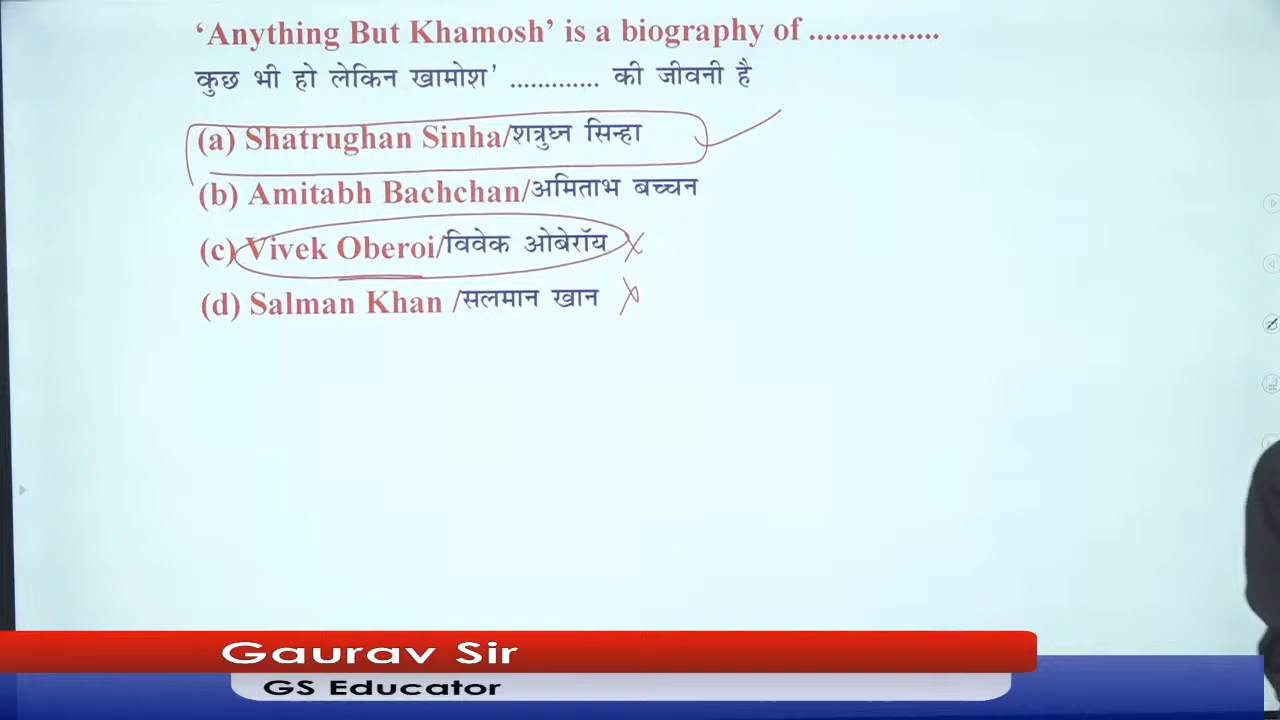 ‘Anything But Khamosh’ is a biography of ................
कुछ भी हो लेकिन खामोश’ ............. की जीवनी है
(a) Shatrughan Sinha/शत्रुघ्न सिन्हा
(b) Amitabh Bachchan/अमिताभ बच्चन
(c) Vivek Oberoi/विवेक ओबेरॉय
(d) Salman Khan /सलमान खान
Gaurav Sir
GS Educator